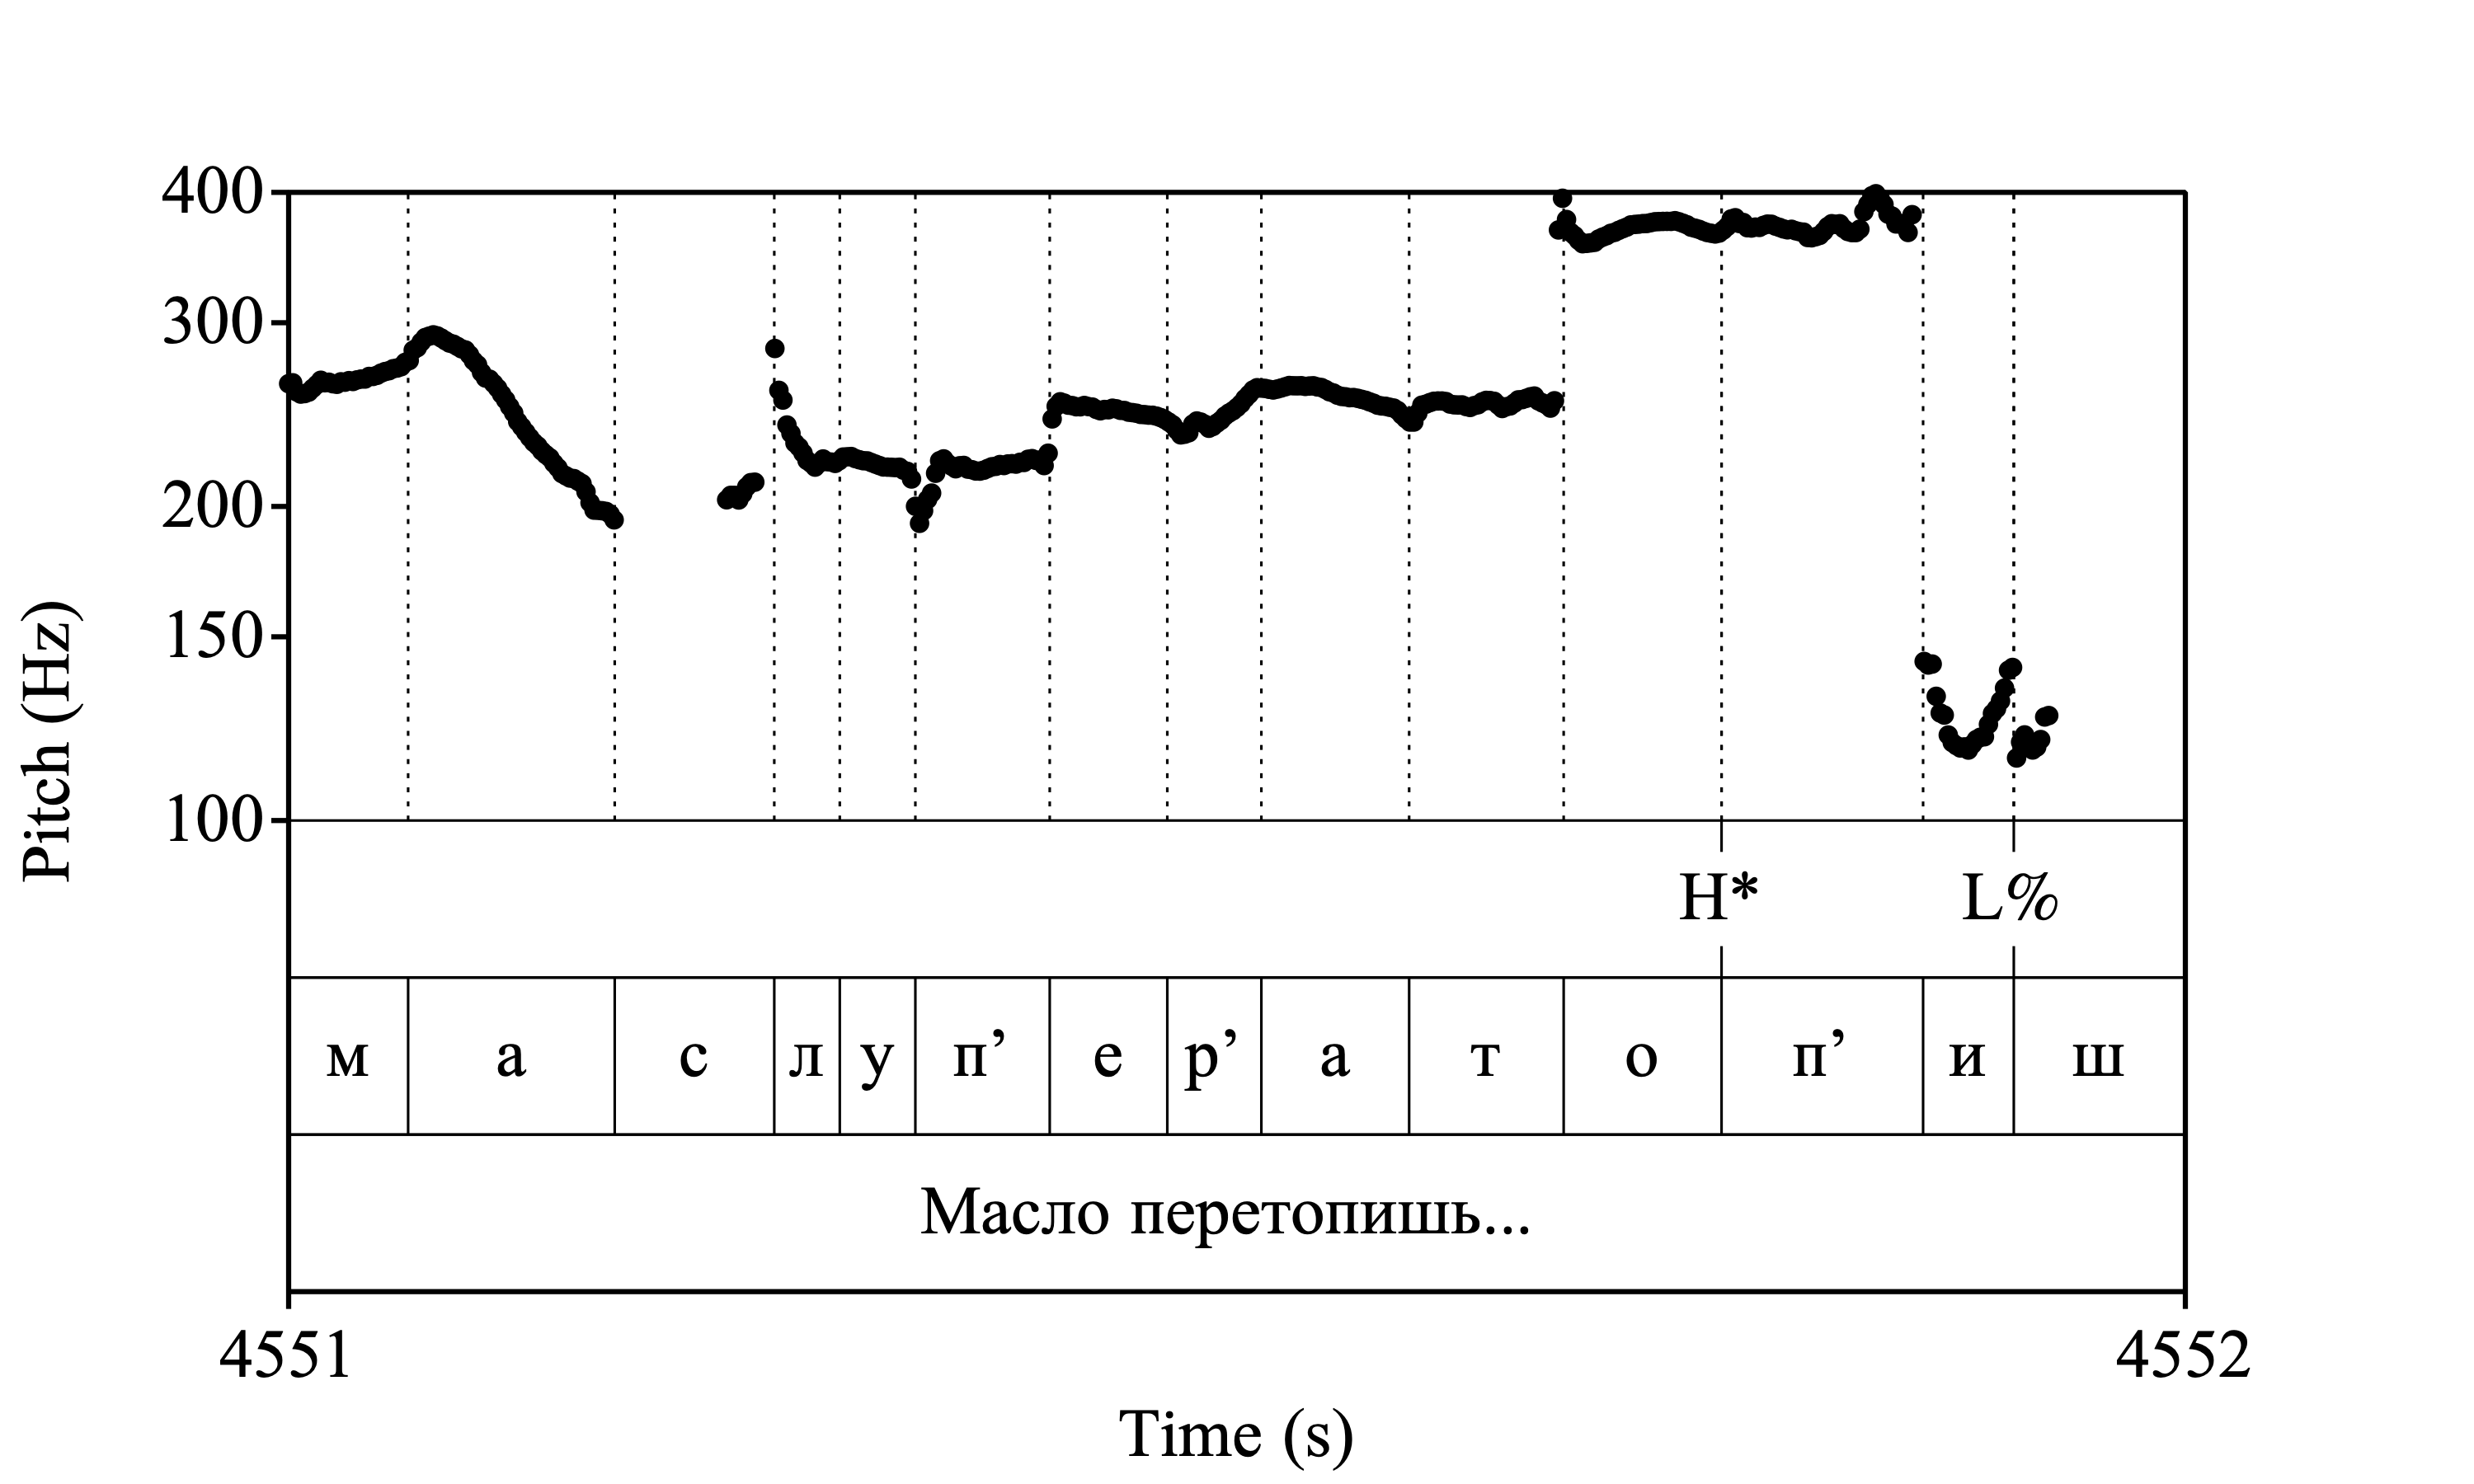 400
300
200
150
100
Pitch (Hz)
H* L%
м а с л у п’ е р’ а т о п’ и ш
Масло перетопишь...
4551 4552
Time (s)